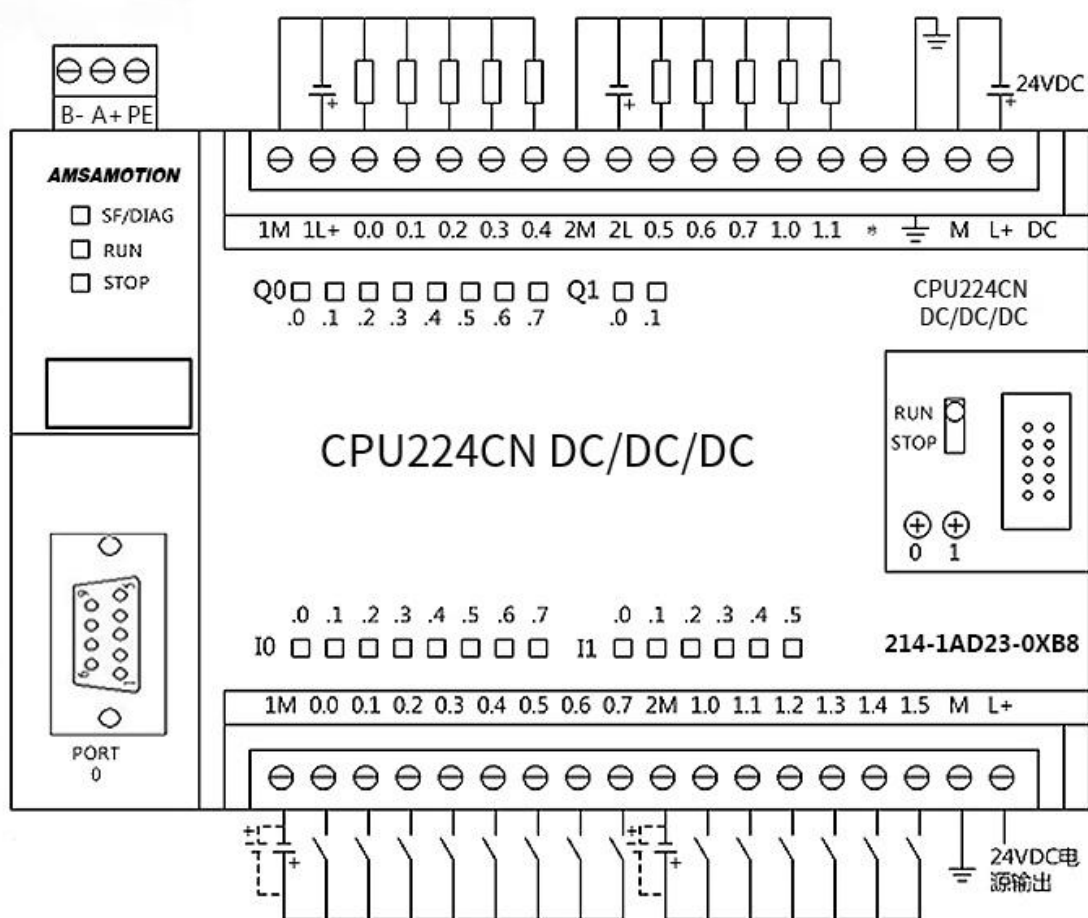 + + 24VDC +
B- A+ PE
AMSAMOTION
SF/DIAG
RUN
STOP
1M 1L+ 0.0 0.1 0.2 0.3 0.4 2M 2L 0.5 0.6 0.7 1.0 1.1 * M L+ DC
Q0 .0 .1 .2 .3 .4 .5 .6 .7
Q1 .0 .1
CPU224CN
DC/DC/DC
RUN
STOP
0 1
CPU224CN DC/DC/DC
PORT
0
.0 .1 .2 .3 .4 .5 .6 .7
I0
.0 .1 .2 .3 .4 .5
I1
214-1AD23-0XB8
1M 0.0 0.1 0.2 0.3 0.4 0.5 0.6 0.7 2M 1.0 1.1 1.2 1.3 1.4 1.5 M L+
+ + + +
24VDC电
源输出